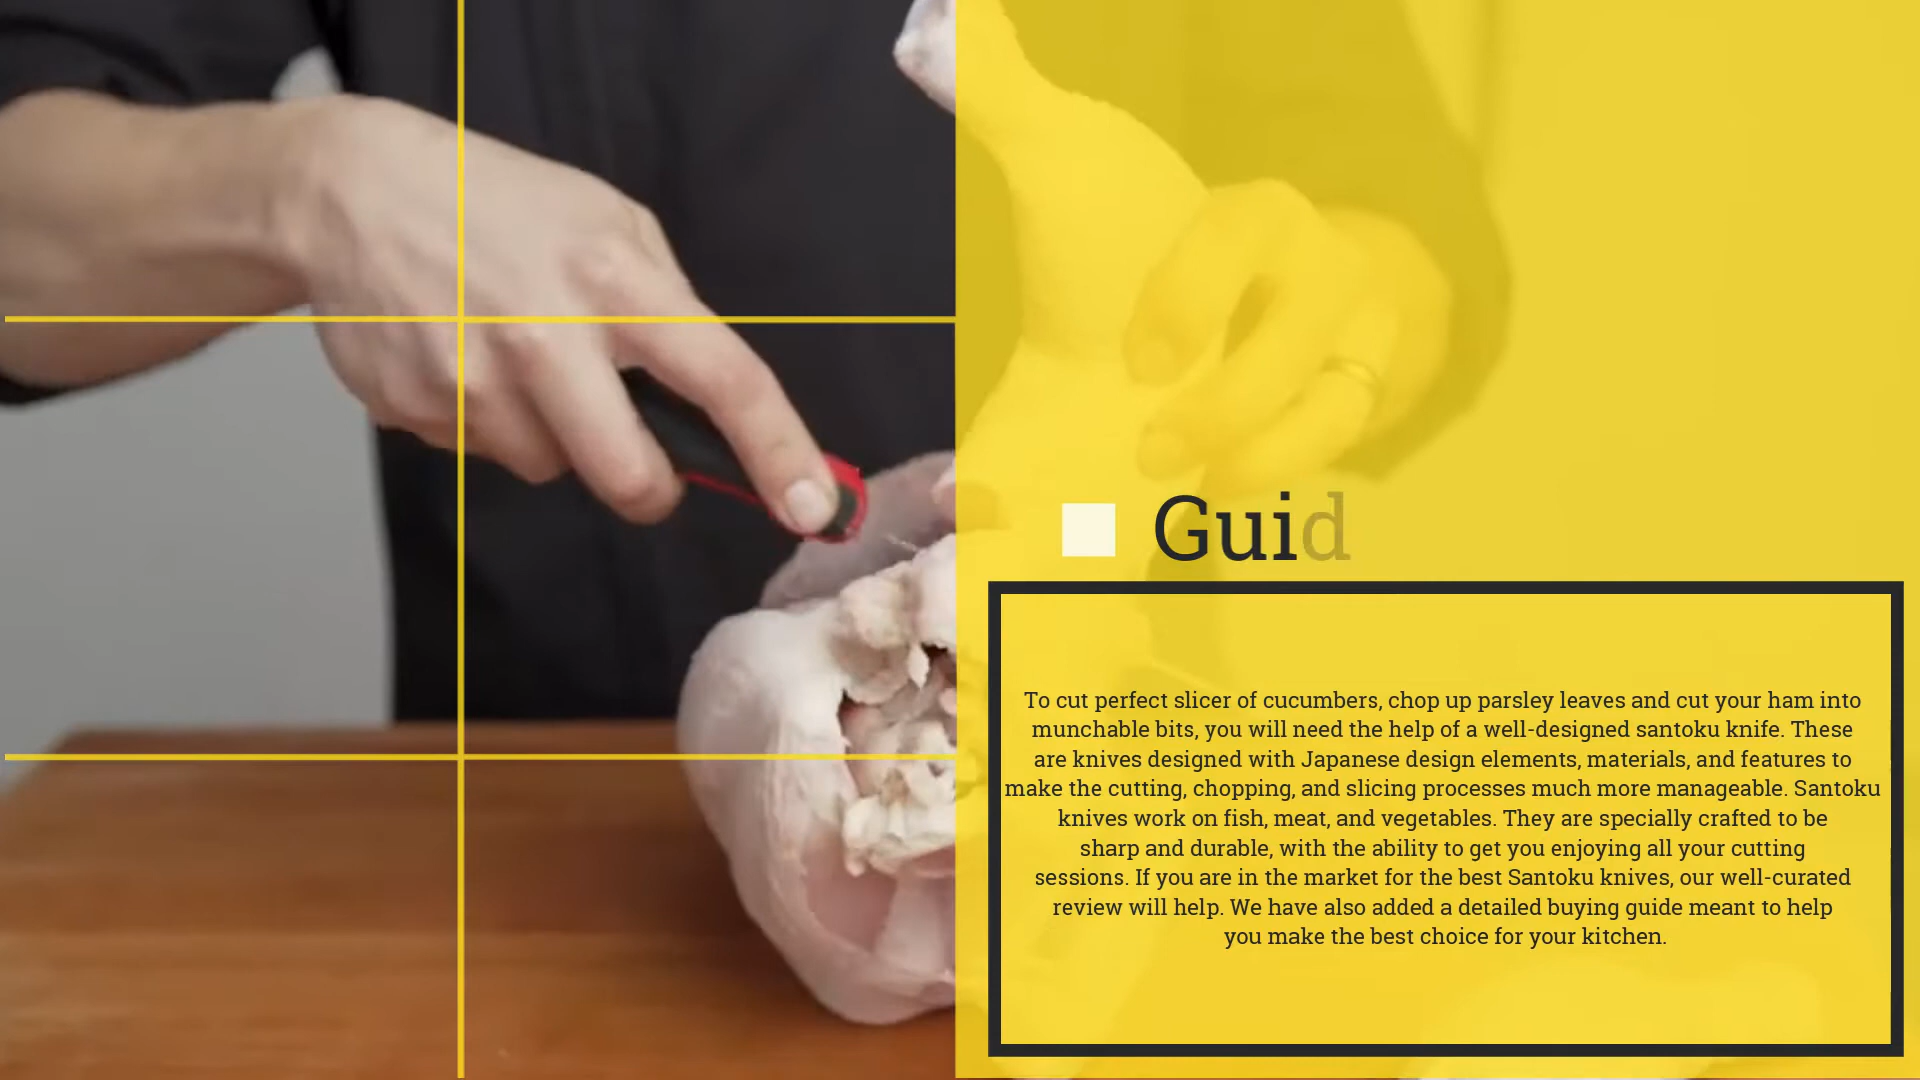 Guid
To cut perfect slicer of cucumbers, chop up parsley leaves and cut your ham into
munchable bits, you will need the help of a well-designed santoku knife. These
are knives designed with Japanese design elements, materials, and features to
make the cutting, chopping, and slicing processes much more manageable. Santoku
knives work on fish, meat, and vegetables. They are specially crafted to be
sharp and durable, with the ability to get you enjoying all your cutting
sessions. If you are in the market for the best Santoku knives, our well-curated
review will help. We have also added a detailed buying guide meant to help
you make the best choice for your kitchen.